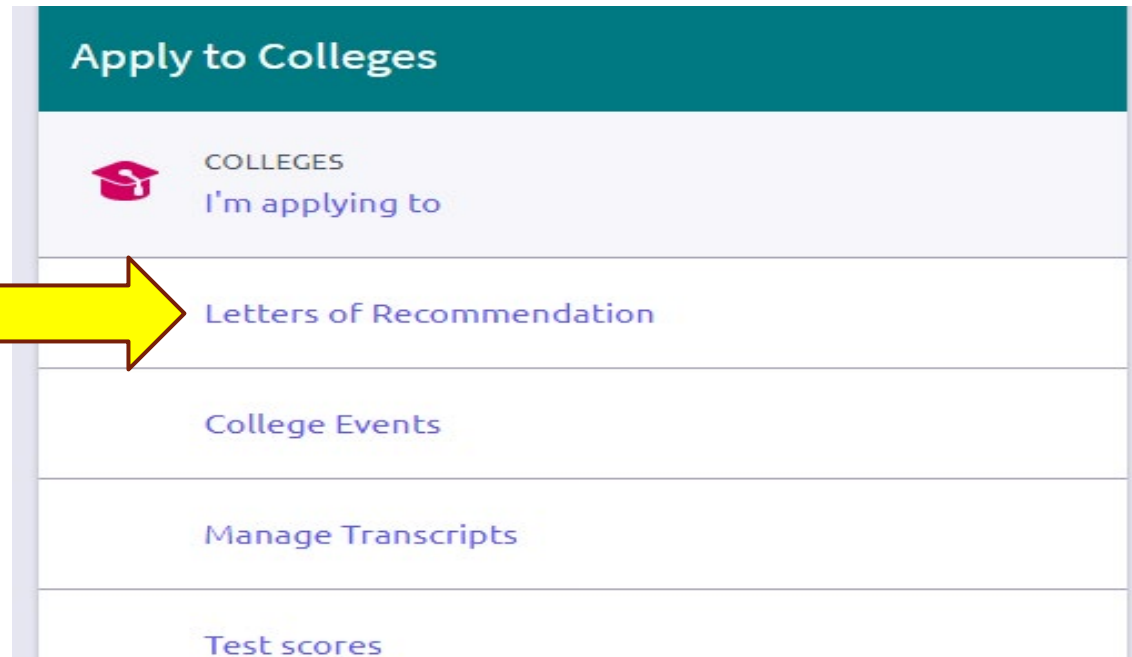 Apply to Colleges
COLLEGES
I'm applying to
Letters of Recommendation
College Events
Manage Transcripts
Test scores